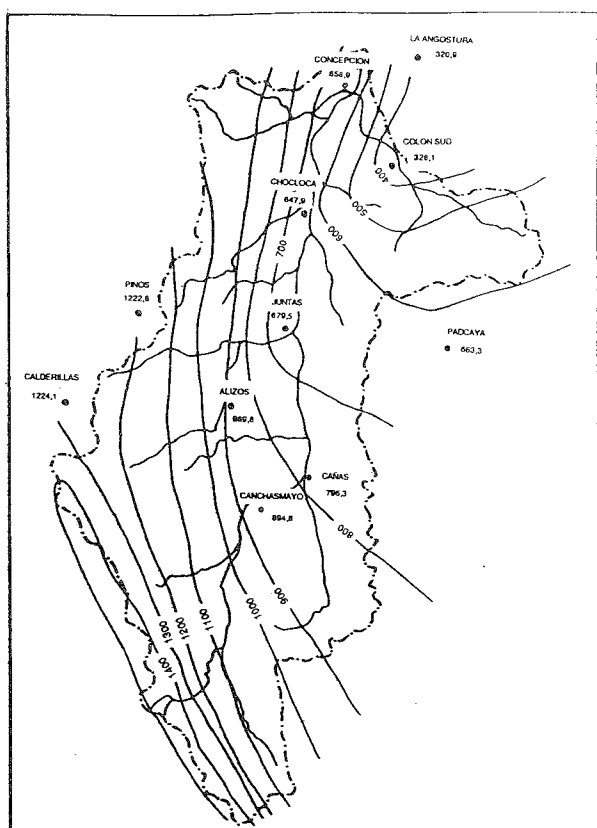 LA ANGOSTURA
320,9
CONCEPCION
658,9
COLON SUD
326,1
400
CHOCLOCA
647,9
500
600
700
PINOS
1222,6
JUNTAS
679,5
PADCAYA
663,3
CALDERILLAS
1224,1
ALIZOS
989,8
CAÑAS
796,3
CANCHASMAYO
894,8
800
900
1000
1100
1200
1300
1400